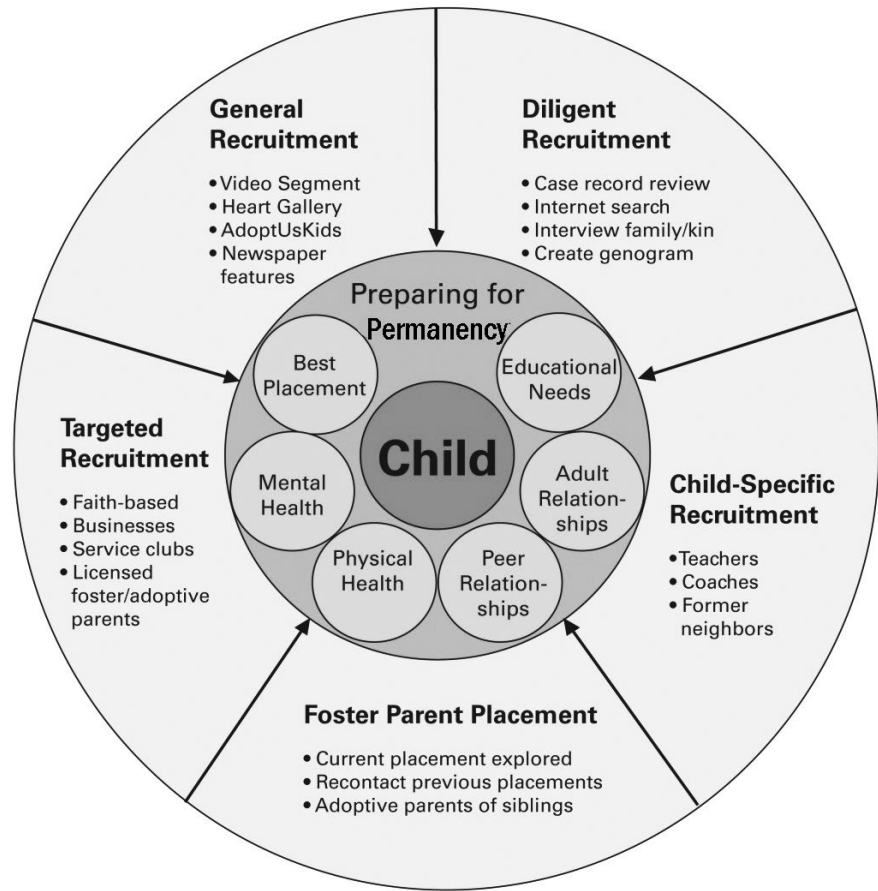 General
Recruitment
• Video Segment
• Heart Gallery
• AdoptUsKids
• Newspaper
features
Diligent
Recruitment
• Case record review
• Internet search
• Interview family/kin
• Create genogram
Preparing for
Permanency
Best
Placement
Educational
Needs
Child
Mental
Health
Adult
Relation-
ships
Physical
Health
Peer
Relation-
ships
Targeted
Recruitment
• Faith-based
• Businesses
• Service clubs
• Licensed
foster/adoptive
parents
Child-Specific
Recruitment
• Teachers
• Coaches
• Former
neighbors
Foster Parent Placement
• Current placement explored
• Recontact previous placements
• Adoptive parents of siblings